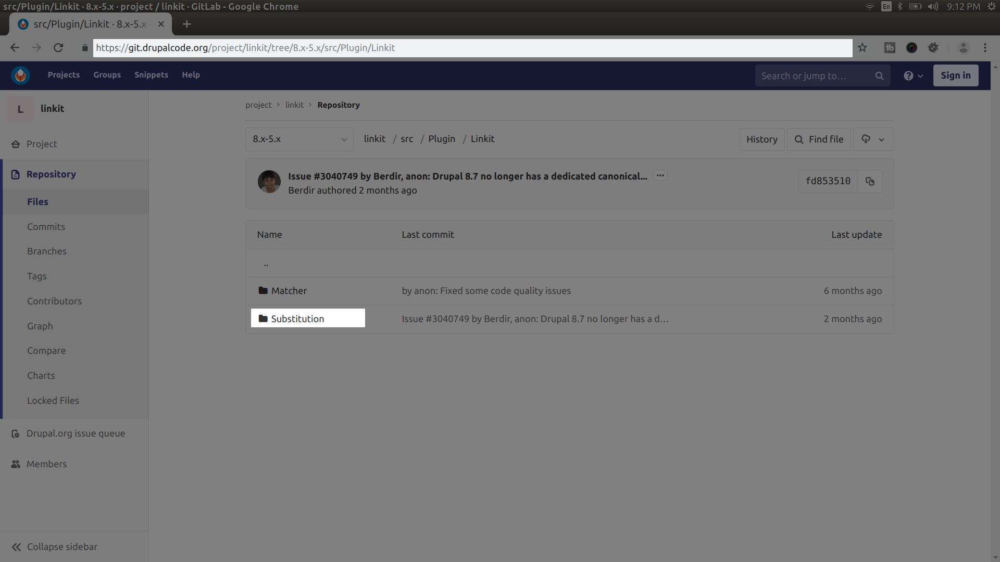 src/Plugin/Linkit · 8.x-5.x · project / linkit · GitLab - Google Chrome
En
9:12 PM
src/Plugin/Linkit · 8.x-5.x
https://git.drupalcode.org/project/linkit/tree/8.x-5.x/src/Plugin/Linkit
Projects Groups Snippets Help
Search or jump to…
Sign in
L linkit
project > linkit > Repository
8.x-5.x
linkit / src / Plugin / Linkit
History
Find file
Project
Repository
Files
Commits
Branches
Tags
Contributors
Graph
Compare
Charts
Locked Files
Drupal.org issue queue
Members
Collapse sidebar
Issue #3040749 by Berdir, anon: Drupal 8.7 no longer has a dedicated canonical...
Berdir authored 2 months ago
fd853510
Name Last commit Last update
..
Matcher by anon: Fixed some code quality issues 6 months ago
Substitution Issue #3040749 by Berdir, anon: Drupal 8.7 no longer has a d… 2 months ago